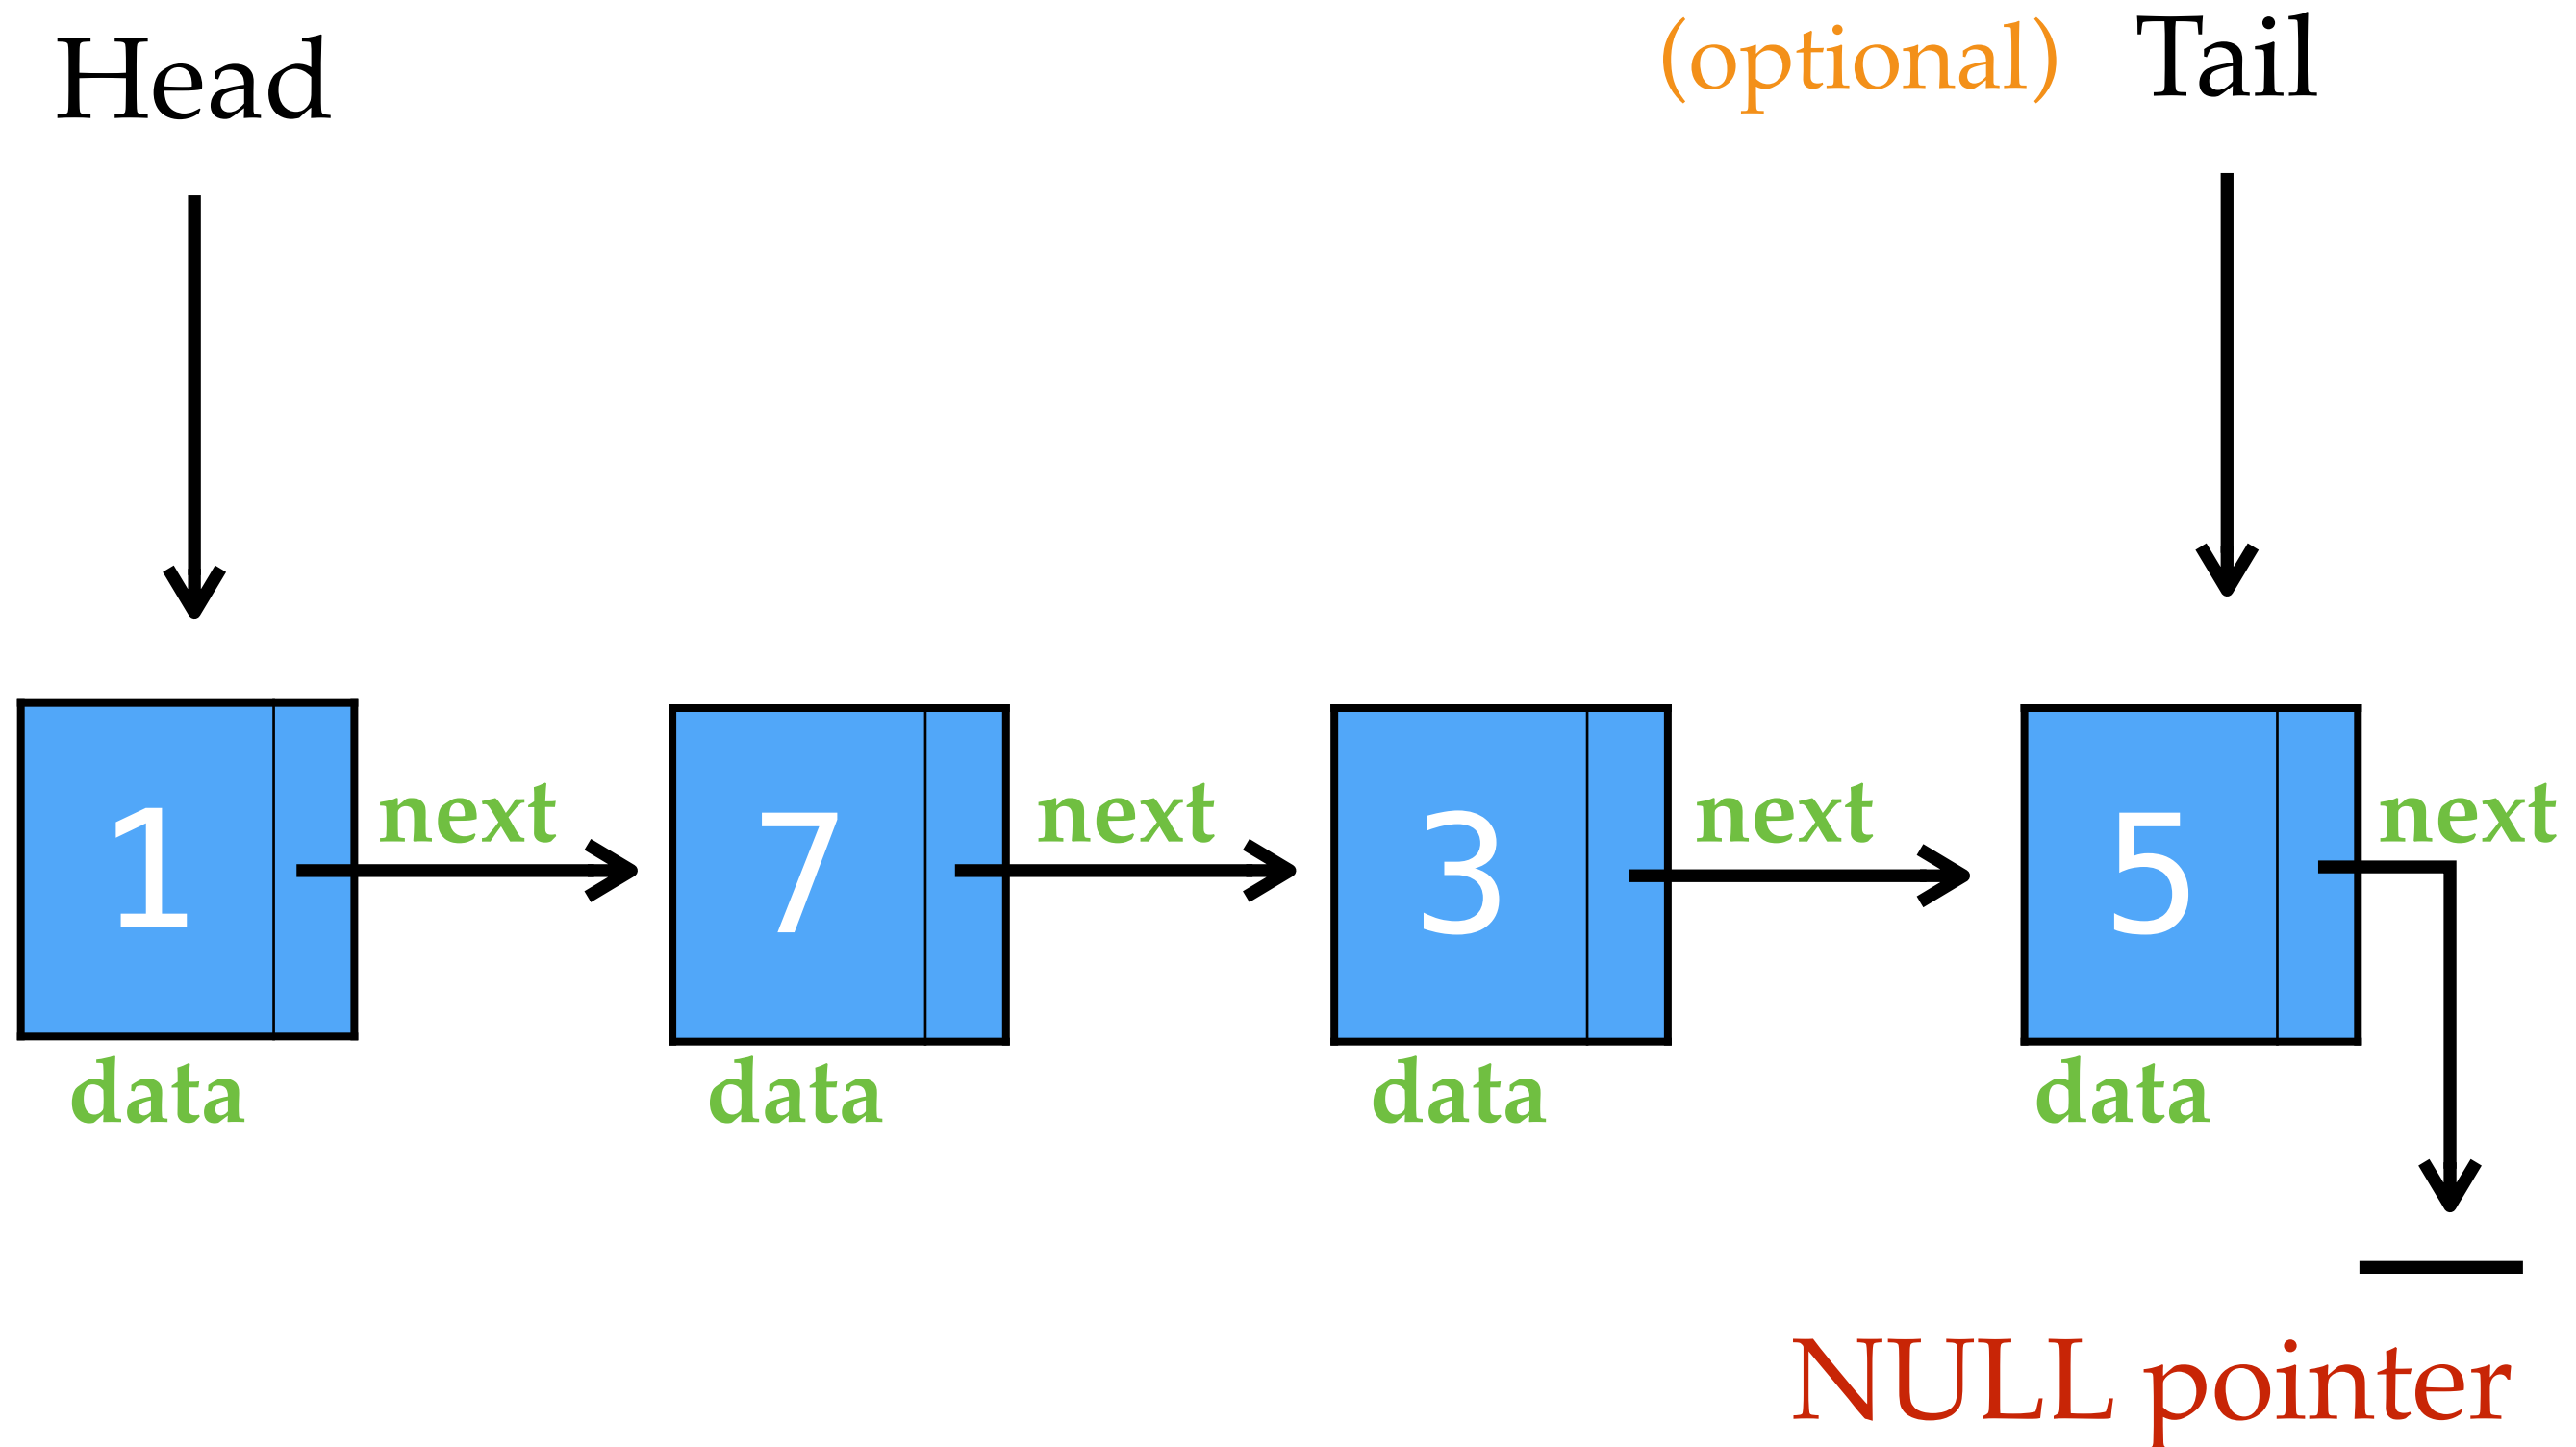 Head
(optional) Tail
1 next 7 next 3 next 5 next
data data data data
NULL pointer